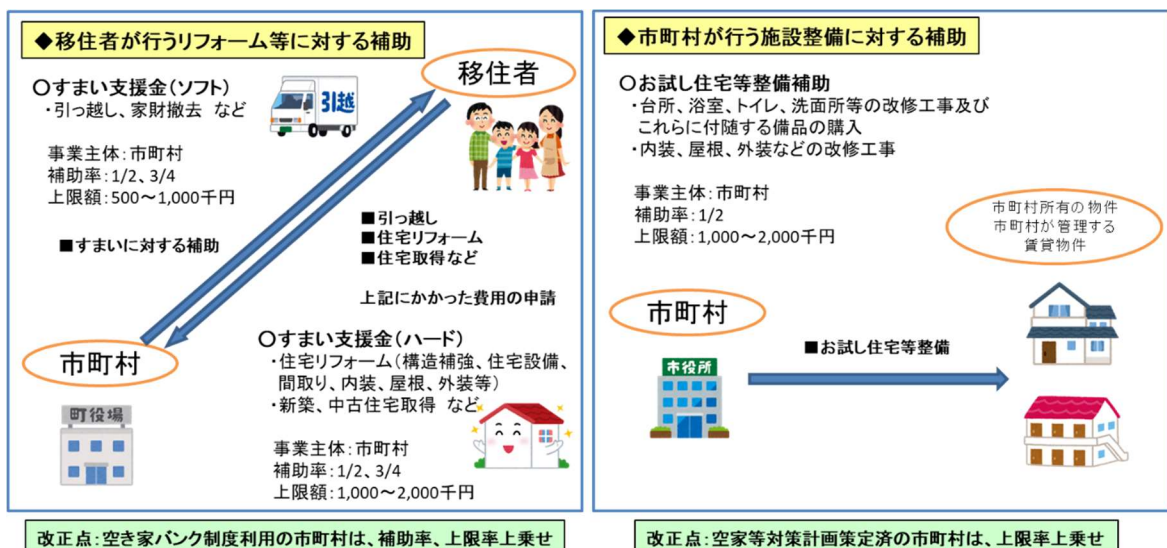 ◆移住者が行うリフォーム等に対する補助
〇すまい支援金(ソフト)
・引っ越し、家財撤去 など
事業主体:市町村
補助率:1/2、3/4
上限額:500～1,000千円
引越
移住者
■すまいに対する補助
■引っ越し
■住宅リフォーム
■住宅取得など
上記にかかった費用の申請
市町村
町役場
〇すまい支援金(ハード)
・住宅リフォーム(構造補強、住宅設備、
間取り、内装、屋根、外装等)
・新築、中古住宅取得 など
事業主体:市町村
補助率:1/2、3/4
上限額:1,000～2,000千円
改正点:空き家バンク制度利用の市町村は、補助率、上限率上乗せ
◆市町村が行う施設整備に対する補助
〇お試し住宅等整備補助
・台所、浴室、トイレ、洗面所等の改修工事及び
これらに付随する備品の購入
・内装、屋根、外装などの改修工事
事業主体:市町村
補助率:1/2
上限額:1,000～2,000千円
市町村所有の物件
市町村が管理する
賃貸物件
市町村
市役所
■お試し住宅等整備
改正点:空家等対策計画策定済の市町村は、上限率上乗せ